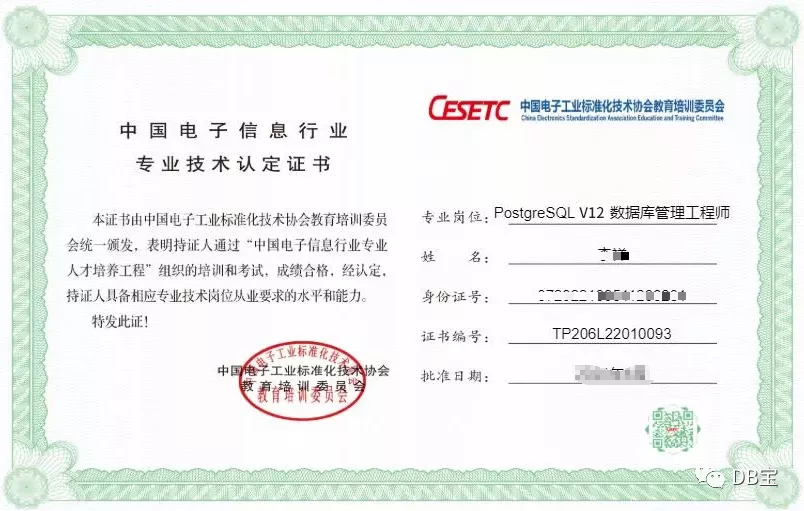 中国电子信息行业
专业技术认定证书
本证书由中国电子工业标准化技术协会教育培训委员
会统一颁发，表明持证人通过“中国电子信息行业专业
人才培养工程”组织的培训和考试，成绩合格，经认定，
持证人具备相应专业技术岗位从业要求的水平和能力。
特发此证！
中国电子工业标准化技术协会
教育培训委员会
中国电子工业标准化技术协会
教育培训委员会
CESETC 中国电子工业标准化技术协会教育培训委员会
China Electronics Standardization Association Education and Training Committee
专业岗位：PostgreSQL V12 数据库管理工程师
姓 名：
身份证号：
证书编号：TP206L22010093
批准日期：
DB宝